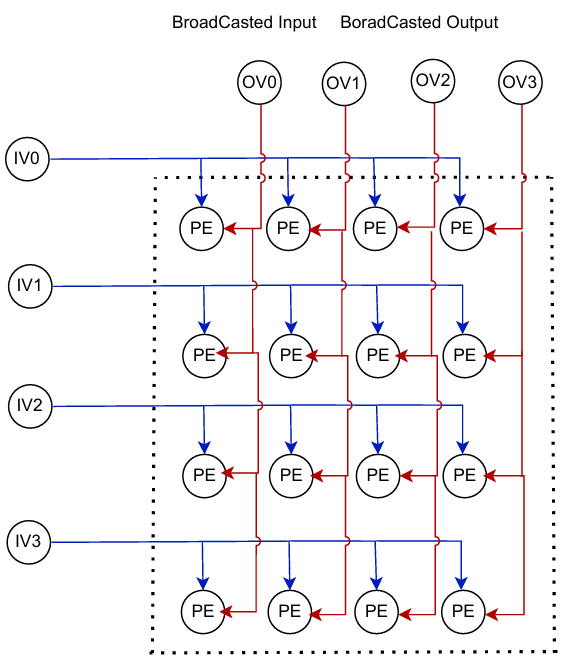 BroadCasted Input BoradCasted Output
OV0 OV1 OV2 OV3
IV0
PE PE PE PE
IV1
PE PE PE PE
IV2
PE PE PE PE
IV3
PE PE PE PE